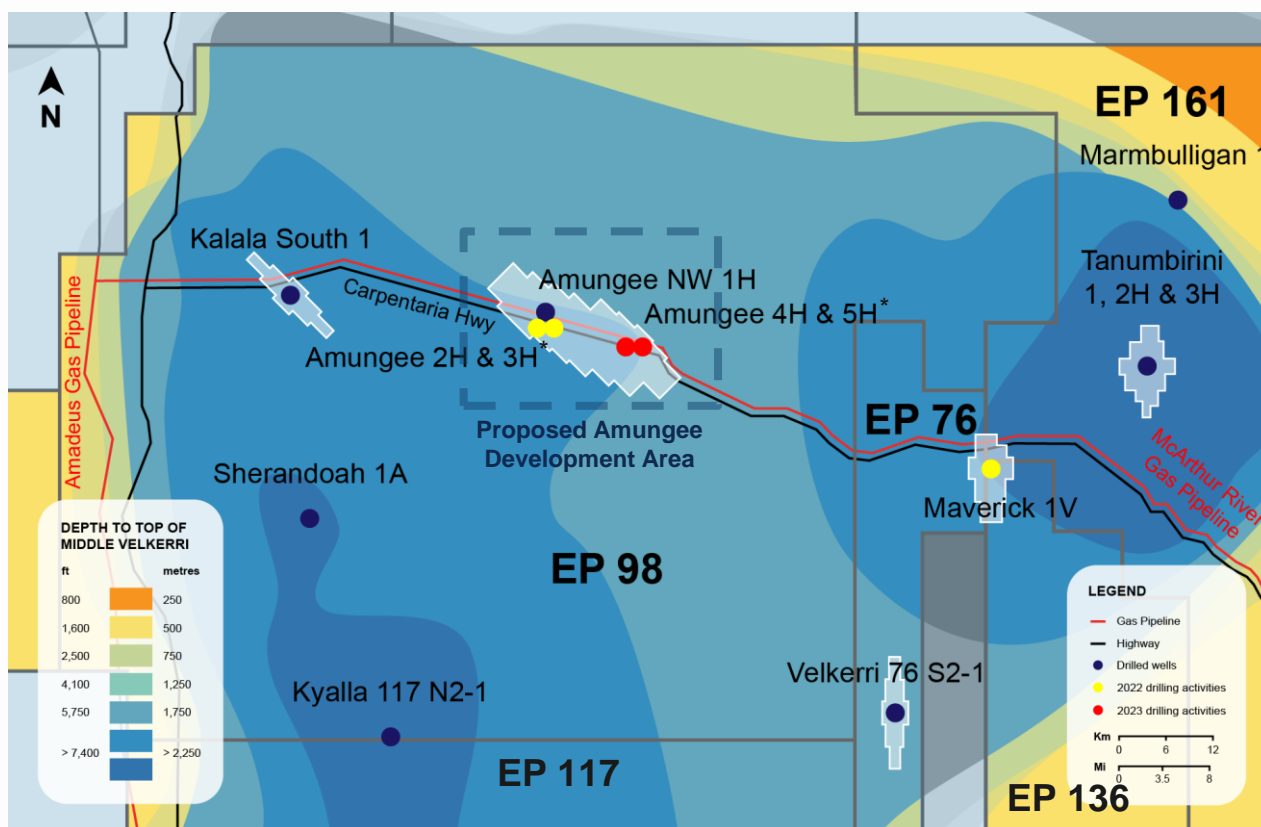 N
EP 161
Marmbulligan 1
Kalala South 1
Tanumbirini
1, 2H & 3H
Amungee NW 1H
Carpentaria Hwy
Amungee 4H & 5H*
Amungee 2H & 3H*
Amadeus Gas Pipeline
EP 76
Proposed Amungee
Development Area
McArthur River
Gas Pipeline
Sherandoah 1A
Maverick 1V
EP 98
DEPTH TO TOP OF
MIDDLE VELKERRI
ft metres
800 250
1,600 500
2,500 750
4,100 1,250
5,750 1,750
> 7,400 > 2,250
LEGEND
Gas Pipeline
Highway
Drilled wells
2022 drilling activities
2023 drilling activities
Km
0 6 12
Mi
0 3.5 8
Velkerri 76 S2-1
Kyalla 117 N2-1
EP 117
EP 136